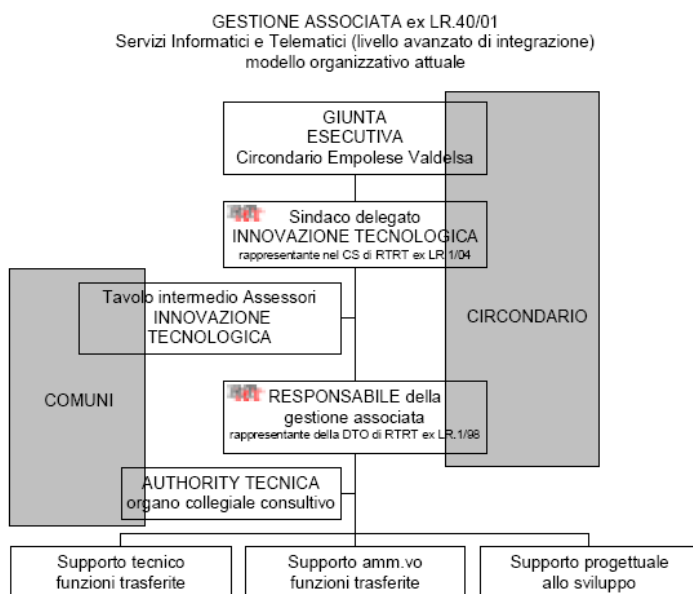 GESTIONE ASSOCIATA ex LR.40/01
Servizi Informatici e Telematici (livello avanzato di integrazione)
modello organizzativo attuale
GIUNTA
ESECUTIVA
Circondario Empolese Valdelsa
Sindaco delegato
INNOVAZIONE TECNOLOGICA
rappresentante nel CS di RTRT ex LR.1/04
Tavolo intermedio Assessori
INNOVAZIONE
TECNOLOGICA
CIRCONDARIO
COMUNI
RESPONSABILE della
gestione associata
rappresentante della DTO di RTRT ex LR.1/98
AUTHORITY TECNICA
organo collegiale consultivo
Supporto tecnico
funzioni trasferite
Supporto amm.vo
funzioni trasferite
Supporto progettuale
allo sviluppo